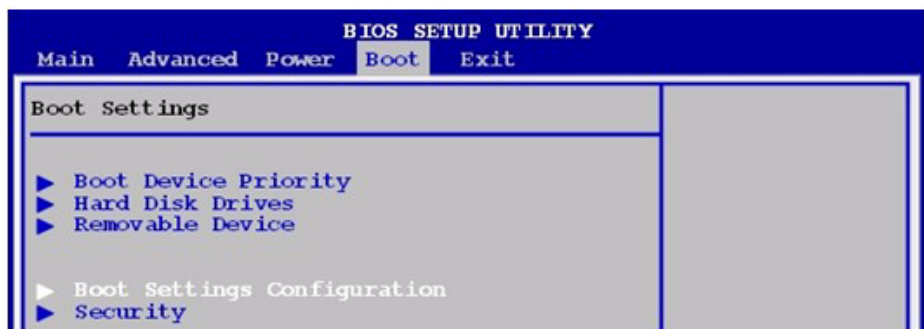 BIOS SETUP UTILITY
Main Advanced Power Boot Exit
Boot Settings
Boot Device Priority
Hard Disk Drives
Removable Device
Boot Settings Configuration
Security